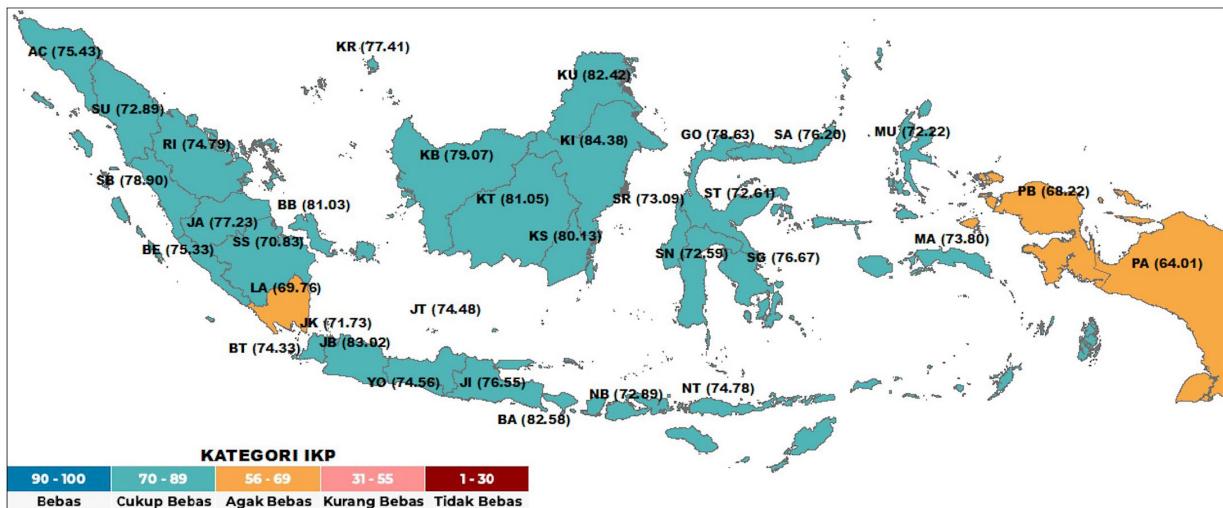 KR (77.41)
AC (75.43)
KU (82.42)
SU (72.89)
GO (78.63)
SA (76.20)
MU (72.22)
RI (74.79)
KI (84.38)
KB (79.07)
SB (78.90)
PB (68.22)
ST (72.61)
KT (81.05)
SR (73.09)
BB (81.03)
JA (77.23)
KS (80.13)
SS (70.83)
MA (73.80)
BE (75.33)
SN (72.59)
SG (76.67)
PA (64.01)
LA (69.76)
JT (74.48)
JK (71.73)
BT (74.33)
JB (83.02)
YO (74.56)
JI (76.55)
NT (74.78)
NB (72.89)
BA (82.58)
KATEGORI IKP
90 - 100 70 - 89 56 - 69 31 - 55 1 - 30
Bebas Cukup Bebas Agak Bebas Kurang Bebas Tidak Bebas